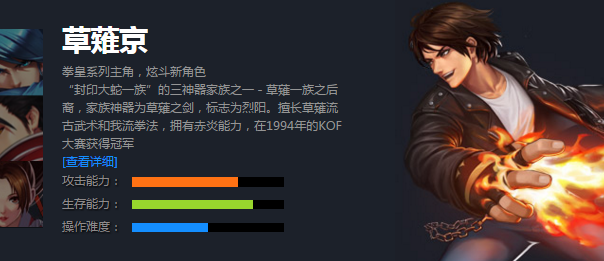 草薙京
拳皇系列主角，炫斗新角色
“封印大蛇一族”的三神器家族之一－草薙一族之后
裔，家族神器为草薙之剑，标志为烈阳。擅长草薙流
古武术和我流拳法，拥有赤炎能力，在1994年的KOF
大赛获得冠军
[查看详细]
攻击能力：
生存能力：
操作难度：